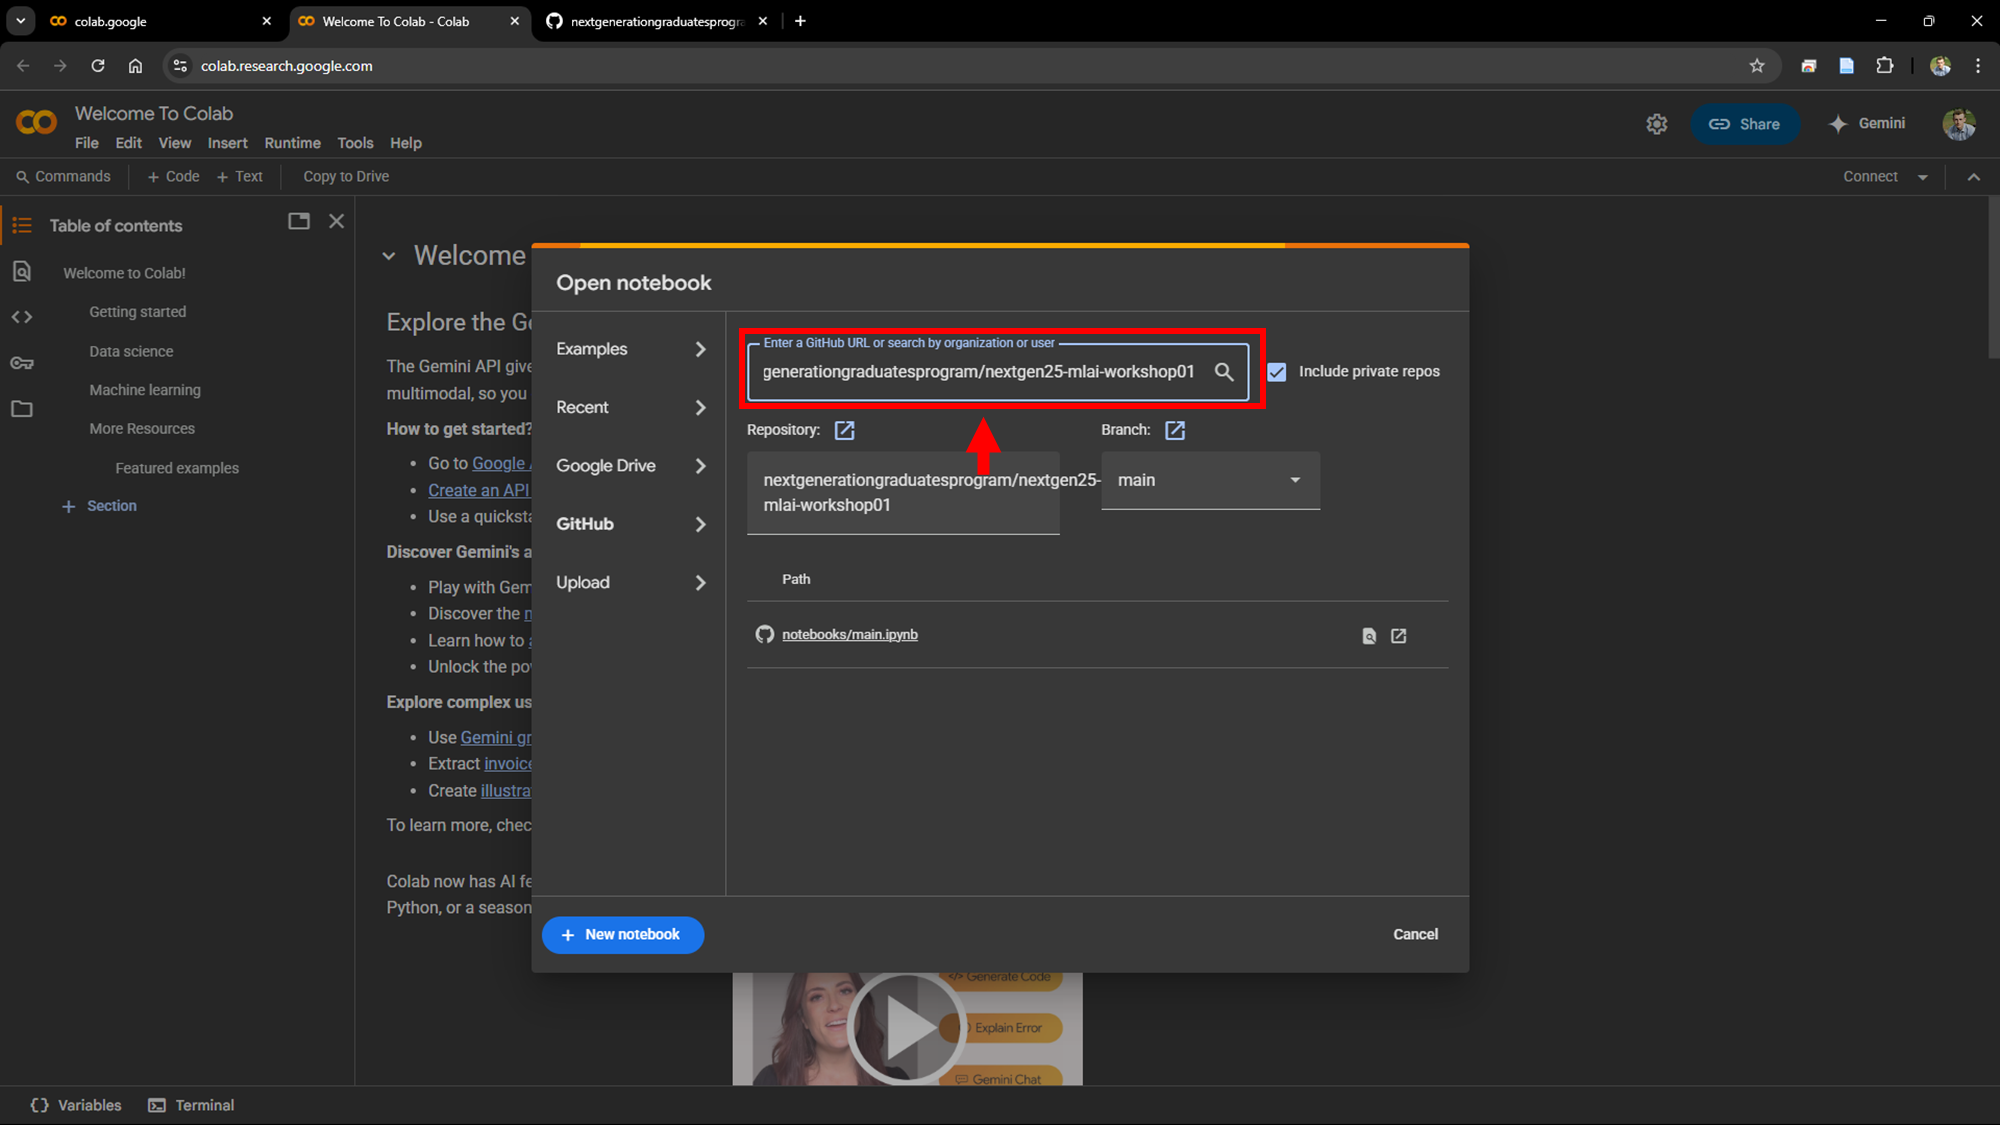 colab.google
Welcome To Colab - Colab
nextgenerationgraduatesprogra
colab.research.google.com
Welcome To Colab
File Edit View Insert Runtime Tools Help
Share
Gemini
Commands
+ Code + Text
Copy to Drive
Connect
Table of contents
Welcome to Colab!
Getting started
Data science
Machine learning
More Resources
Featured examples
+ Section
Welcome
Explore the Ge
The Gemini API give
multimodal, so you
How to get started?
• Go to Google A
• Create an API
• Use a quicksta
Discover Gemini's a
• Play with Gem
• Discover the
• Learn how to
• Unlock the pow
Explore complex us
• Use Gemini gr
• Extract invoice
• Create illustra
To learn more, chec
Colab now has AI fe
Python, or a season
Open notebook
Examples
Recent
Google Drive
GitHub
Upload
Enter a GitHub URL or search by organization or user
generationgraduatesprogram/nextgen25-mlai-workshop01
Include private repos
Repository:
Branch:
nextgenerationgraduatesprogram/nextgen25-
mlai-workshop01
main
Path
notebooks/main.ipynb
+ New notebook
Cancel
</> Generate Code
Explain Error
Gemini Chat
Variables
Terminal